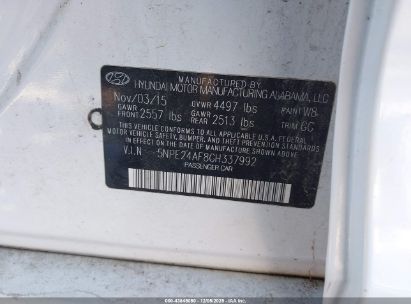 MANUFACTURED BY
HYUNDAI MOTOR MANUFACTURING ALABAMA, LLC
Nov/03/15 GVWR 4497 lbs PAINT W8
GAWR FRONT 2557 lbs GAWR REAR 2513 lbs TRIM GG
THIS VEHICLE CONFORMS TO ALL APPLICABLE U.S.A. FEDERAL
MOTOR VEHICLE SAFETY, BUMPER, AND THEFT PREVENTION STANDARDS
IN EFFECT ON THE DATE OF MANUFACTURE SHOWN ABOVE.
V.I.N : 5NPE24AF8GH337992
PASSENGER CAR